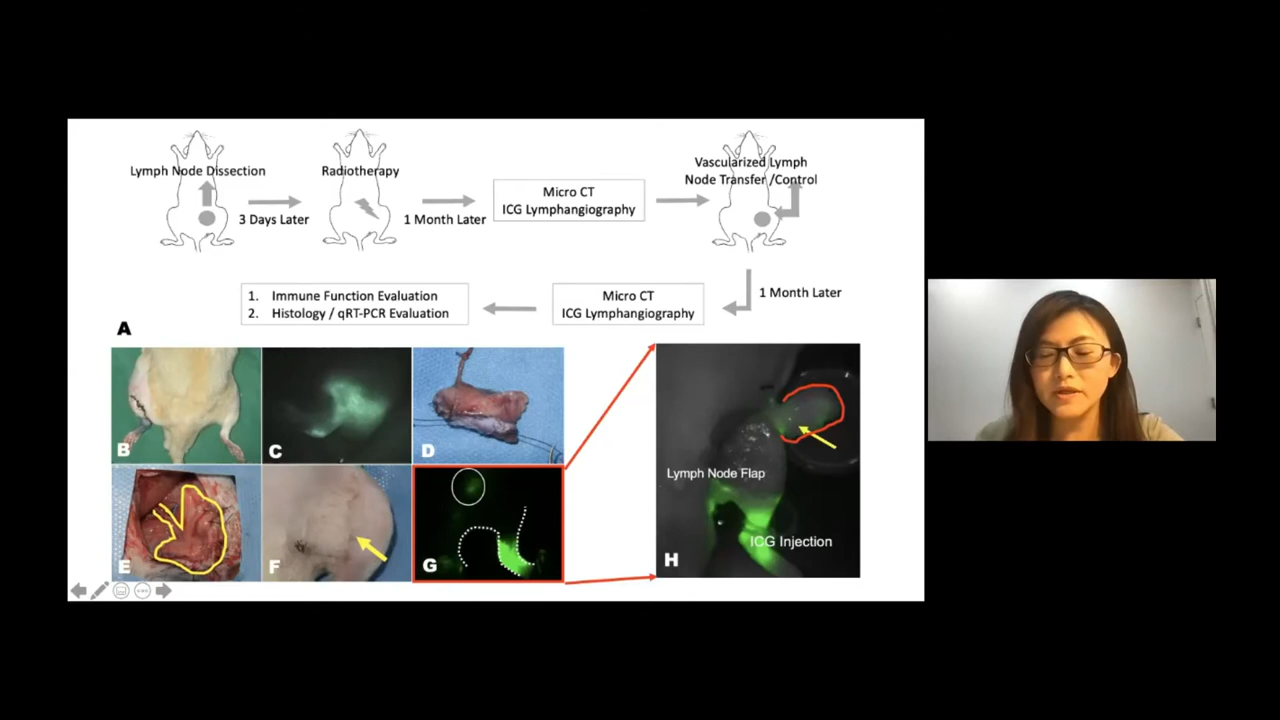 Lymph Node Dissection
3 Days Later
Radiotherapy
1 Month Later
Micro CT
ICG Lymphangiography
Vascularized Lymph
Node Transfer /Control
1 Month Later
Micro CT
ICG Lymphangiography
1. Immune Function Evaluation
2. Histology / qRT-PCR Evaluation
A
B
C
D
E
F
G
Lymph Node Flap
ICG Injection
H